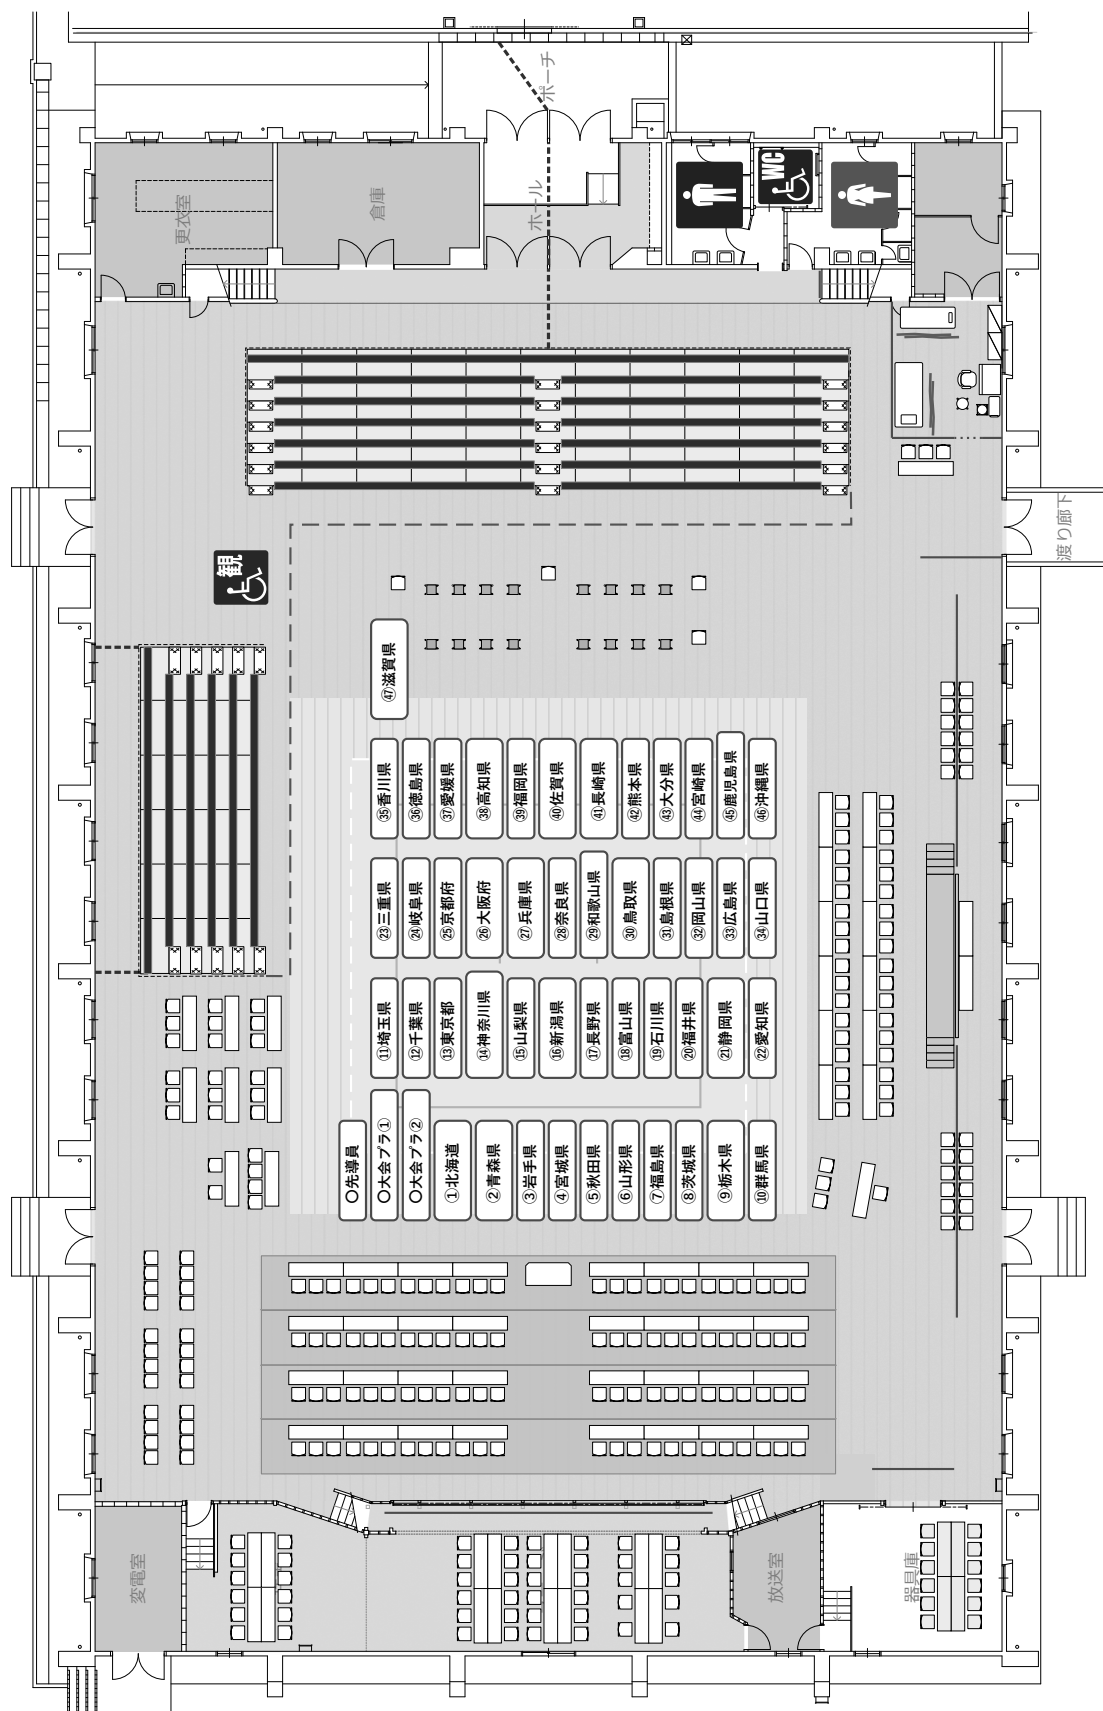 ポーチ
ホール
更衣室
倉庫
WC
渡り廊下
観
㊼滋賀県
㉟香川県
㊱徳島県
㊲愛媛県
㊳高知県
㊴福岡県
㊵佐賀県
㊶長崎県
㊷熊本県
㊸大分県
㊹宮崎県
㊺鹿児島県
㊻沖縄県
㉓三重県
㉔岐阜県
㉕京都府
㉖大阪府
㉗兵庫県
㉘奈良県
㉙和歌山県
㉚鳥取県
㉛島根県
㉜岡山県
㉝広島県
㉞山口県
⑪埼玉県
⑫千葉県
⑬東京都
⑭神奈川県
⑮山梨県
⑯新潟県
⑰長野県
⑱富山県
⑲石川県
⑳福井県
㉑静岡県
㉒愛知県
〇先導員
〇大会プラ①
〇大会プラ②
①北海道
②青森県
③岩手県
④宮城県
⑤秋田県
⑥山形県
⑦福島県
⑧茨城県
⑨栃木県
⑩群馬県
変電室
放送室
器具庫